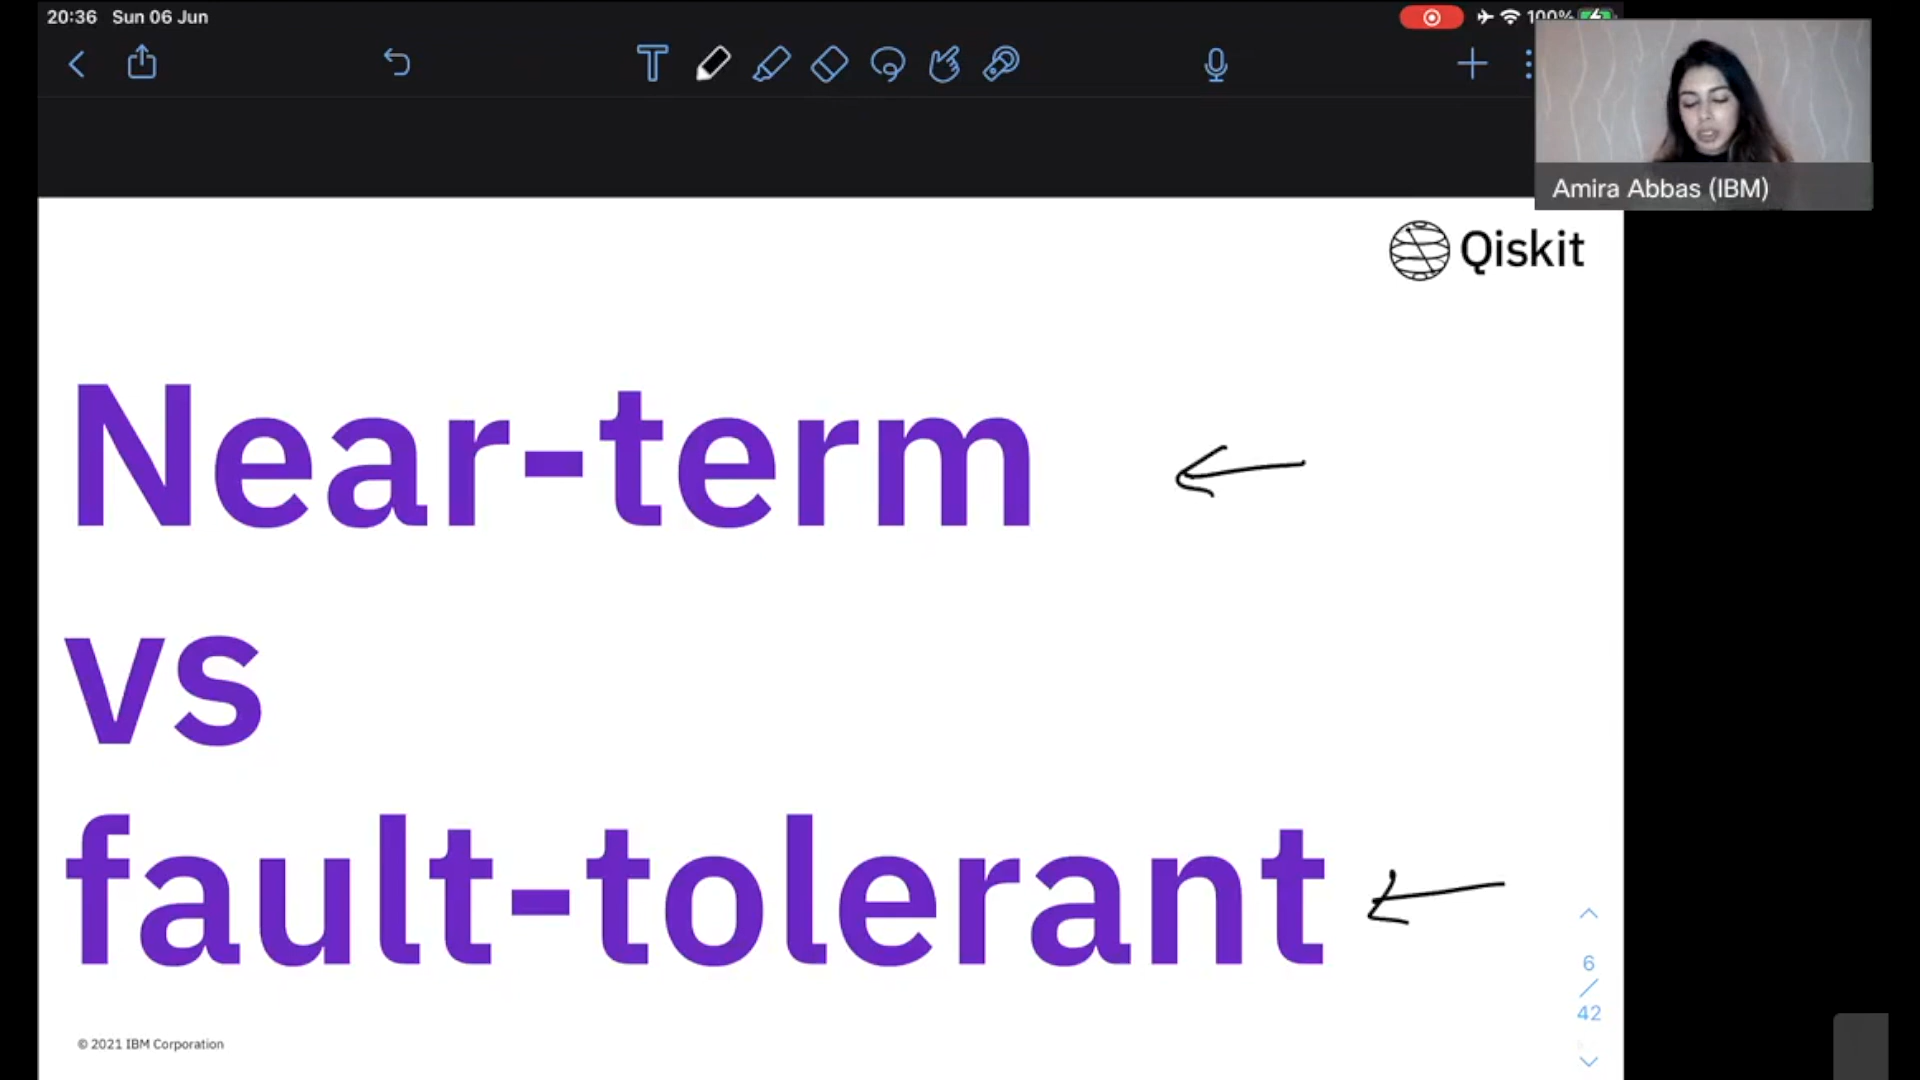 20:36 Sun 06 Jun
100%
Amira Abbas (IBM)
Qiskit
Near-term
vs
fault-tolerant
6
/
42
© 2021 IBM Corporation